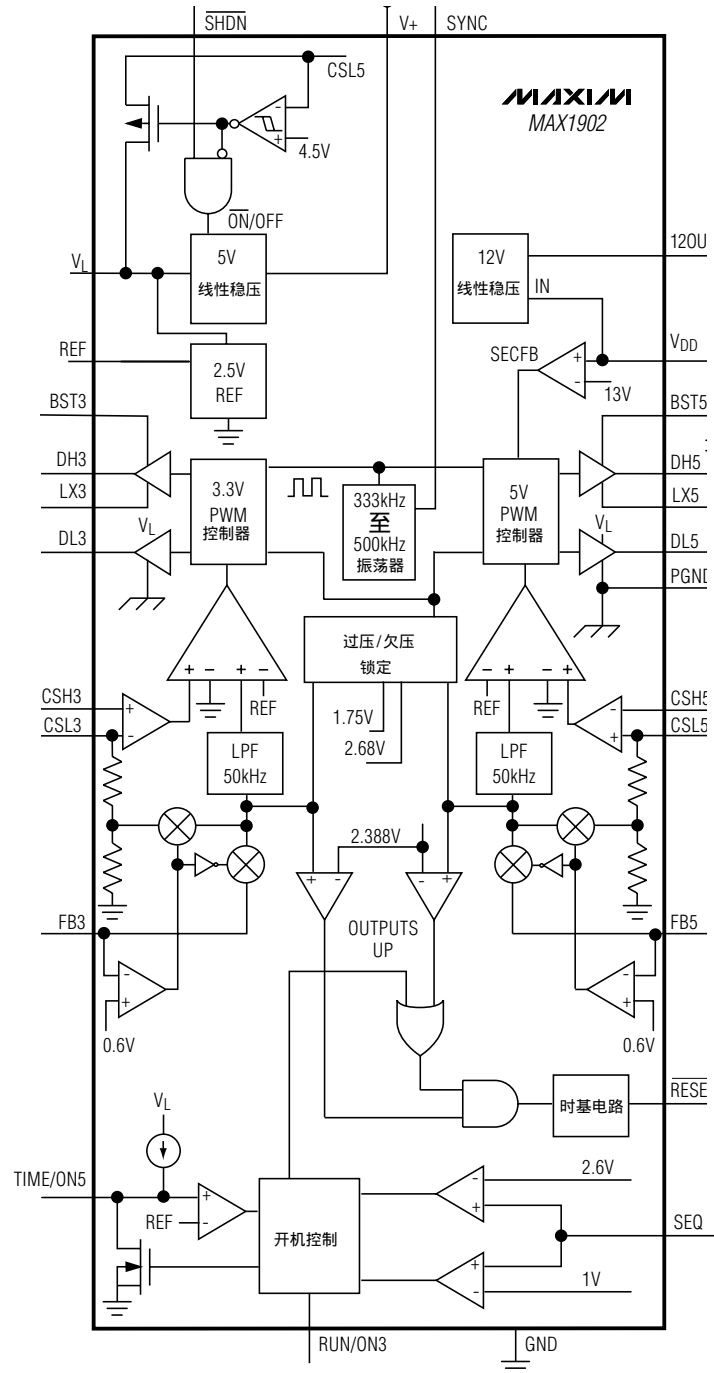 SHDN
V+
SYNC
CSL5
MAXIM
MAX1902
4.5V
ON/OFF
5V
线性稳压
12V
线性稳压
IN
12OU
VL
REF
2.5V
REF
SECFB
VDD
13V
BST3
BST5
DH3
DH5
LX3
LX5
3.3V
PWM
控制器
333kHz
至
500kHz
振荡器
5V
PWM
控制器
VL
VL
DL3
DL5
PGND
过压/欠压
锁定
REF
REF
1.75V
2.68V
CSH3
CSH5
CSL3
CSL5
LPF
50kHz
LPF
50kHz
2.388V
FB3
FB5
OUTPUTS
UP
0.6V
0.6V
RESE
时基电路
VL
TIME/ON5
REF
开机控制
2.6V
SEQ
1V
RUN/ON3
GND